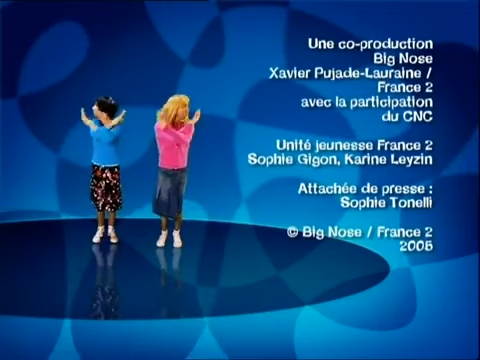 Une co-production
Big Nose
Xavier Pujade-Lauraine /
France 2
avec la participation
du CNC
Unité jeunesse France 2
Sophie Gigon, Karine Leyzin
Attachée de presse :
Sophie Tonelli
© Big Nose / France 2
2005